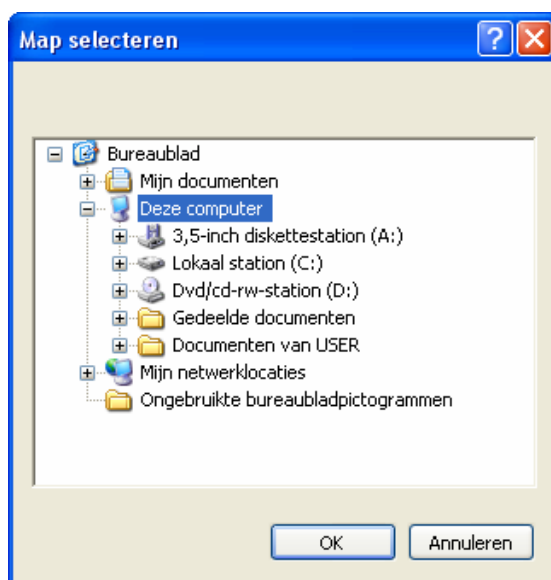 Map selecteren
Bureaublad
Mijn documenten
Deze computer
3,5-inch diskettestation (A:)
Lokaal station (C:)
Dvd/cd-rw-station (D:)
Gedeelde documenten
Documenten van USER
Mijn netwerklocaties
Ongebruikte bureaubladpictogrammen
OK Annuleren